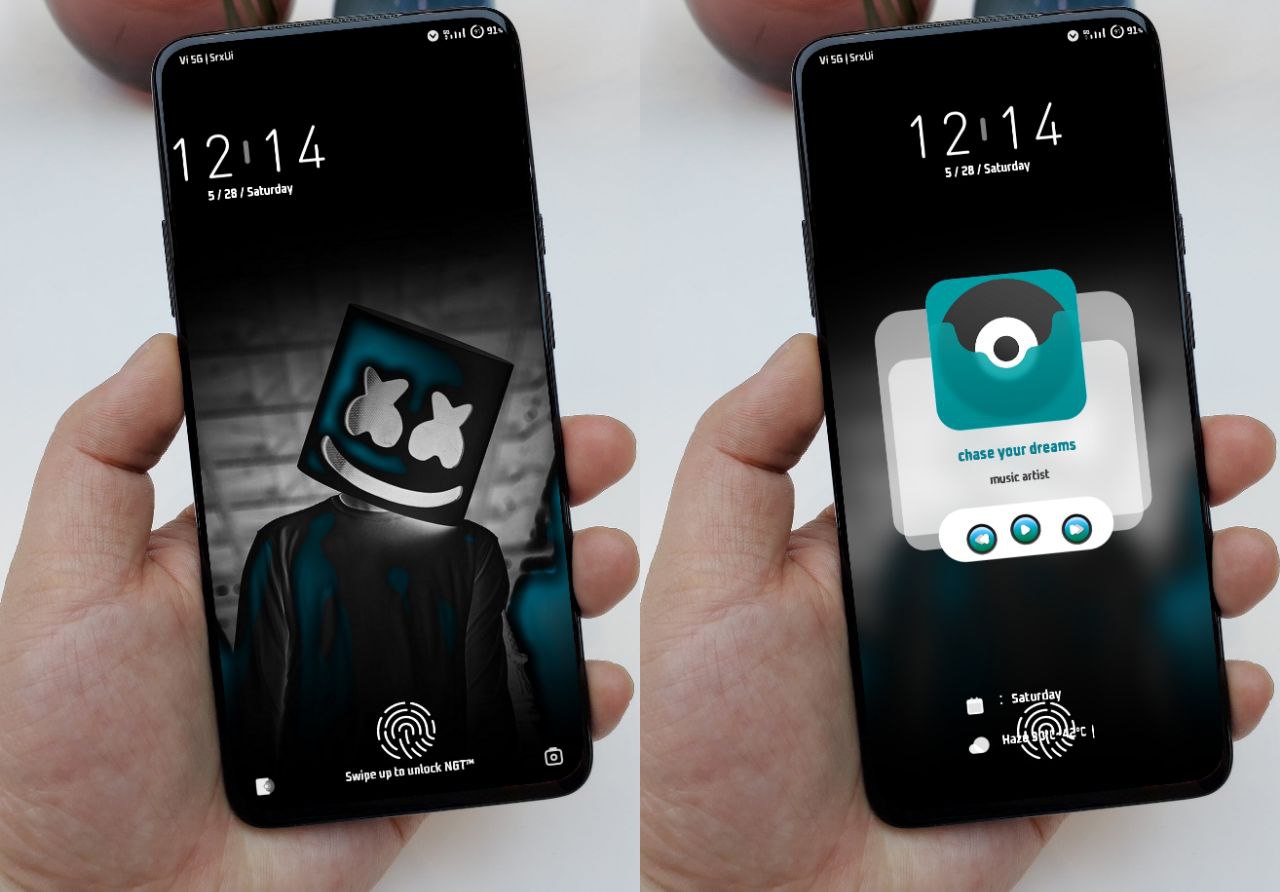 Vi 5G | SrxUi
91%
12:14
5 / 28 / Saturday
Swipe up to unlock NGT™
Vi 5G | SrxUi
91%
12:14
5 / 28 / Saturday
chase your dreams
music artist
: Saturday
Haze 30°C - 42°C |